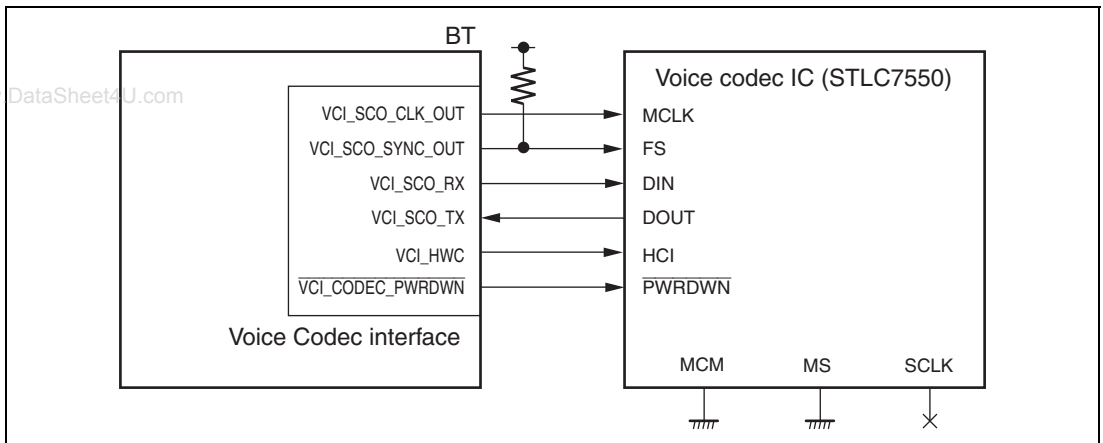 BT
DataSheet4U.com
VCI_SCO_CLK_OUT
VCI_SCO_SYNC_OUT
VCI_SCO_RX
VCI_SCO_TX
VCI_HWC
VCI_CODEC_PWRDWN
Voice Codec interface
Voice codec IC (STLC7550)
MCLK
FS
DIN
DOUT
HCI
PWRDWN
MCM MS SCLK